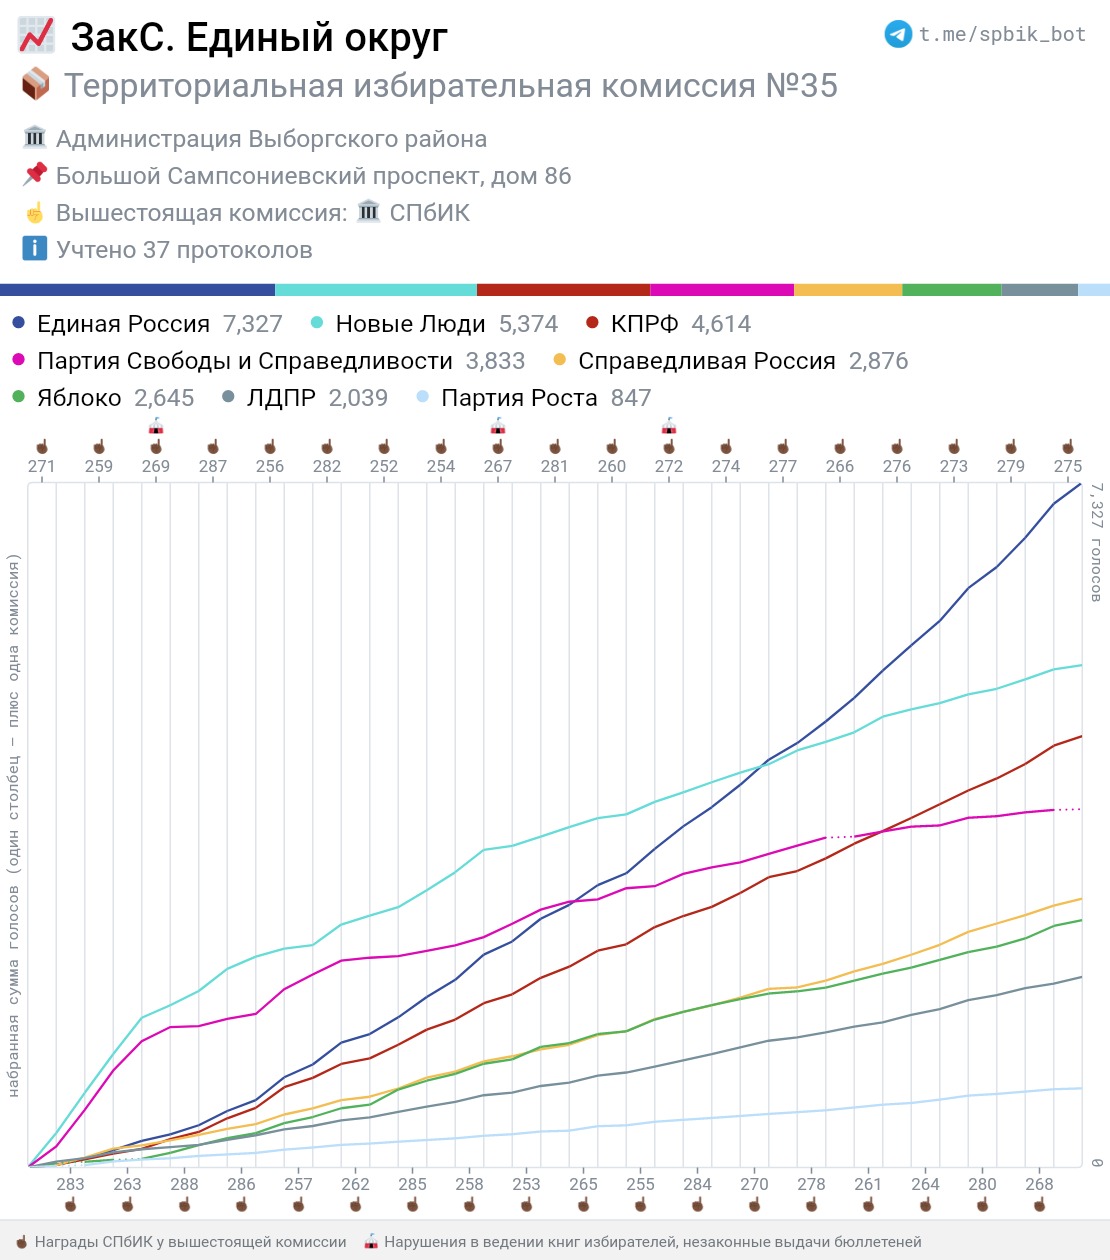 ЗакС. Единый округ
t.me/spbik_bot
Территориальная избирательная комиссия №35
Администрация Выборгского района
Большой Сампсониевский проспект, дом 86
Вышестоящая комиссия: СПбИК
Учтено 37 протоколов
Единая Россия 7,327 Новые Люди 5,374 КПРФ 4,614
Партия Свободы и Справедливости 3,833 Справедливая Россия 2,876
Яблоко 2,645 ЛДПР 2,039 Партия Роста 847
271 259 269 287 256 282 252 254 267 281 260 272 274 277 266 276 273 279 275
7,327 голосов
набранная сумма голосов (один столбец — плюс одна комиссия)
0
283 263 288 286 257 262 285 258 253 265 255 284 270 278 261 264 280 268
Награды СПбИК у вышестоящей комиссии Нарушения в ведении книг избирателей, незаконные выдачи бюллетеней